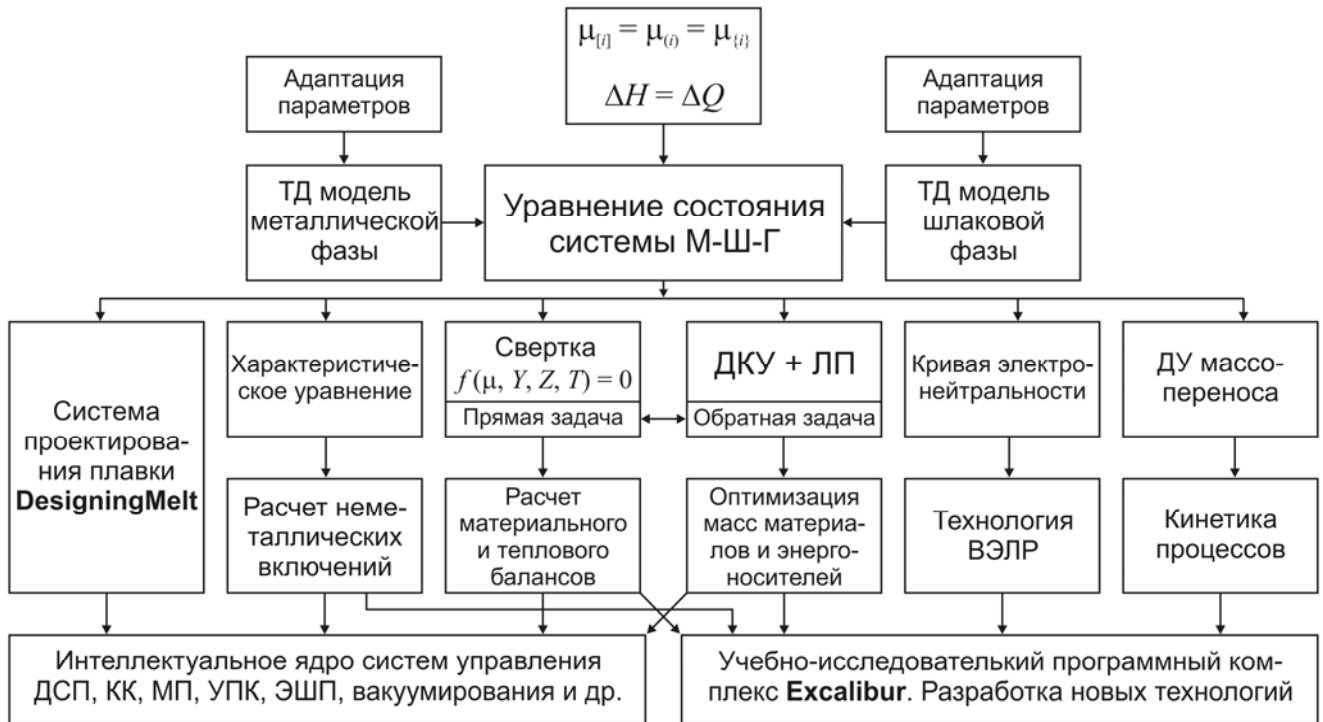 μ[i] = μ(i) = μ{i}
ΔH = ΔQ
Адаптация
параметров
Адаптация
параметров
ТД модель
металлической
фазы
Уравнение состояния
системы М-Ш-Г
ТД модель
шлаковой
фазы
Система
проектирова-
ния плавки
DesigningMelt
Характеристиче-
ское уравнение
Свертка
f (μ, Y, Z, T) = 0
Прямая задача
ДКУ + ЛП
Обратная задача
Кривая электро-
нейтральности
ДУ массо-
переноса
Расчет неме-
таллических
включений
Расчет
материального
и теплового
балансов
Оптимизация
масс материа-
лов и энерго-
носителей
Технология
ВЭЛР
Кинетика
процессов
Интеллектуальное ядро систем управления
ДСП, КК, МП, УПК, ЭШП, вакуумирования и др.
Учебно-исследователький программный ком-
плекс Excalibur. Разработка новых технологий